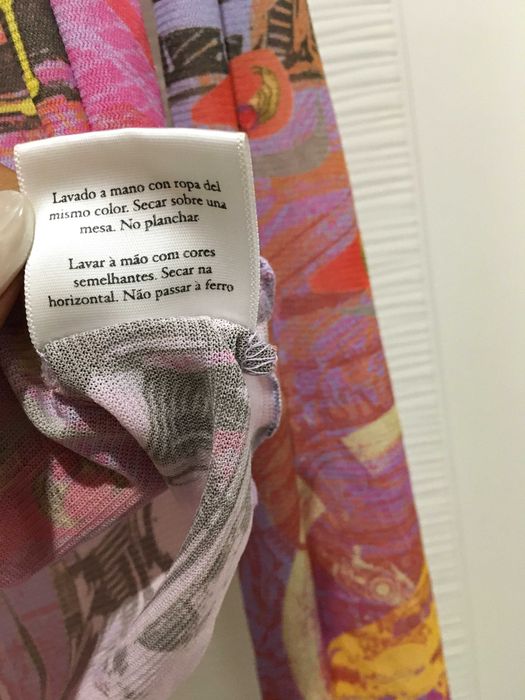 Lavado a mano con ropa del
mismo color. Secar sobre una
mesa. No planchar
Lavar à mão com cores
semelhantes. Secar na
horizontal. Não passar à ferro